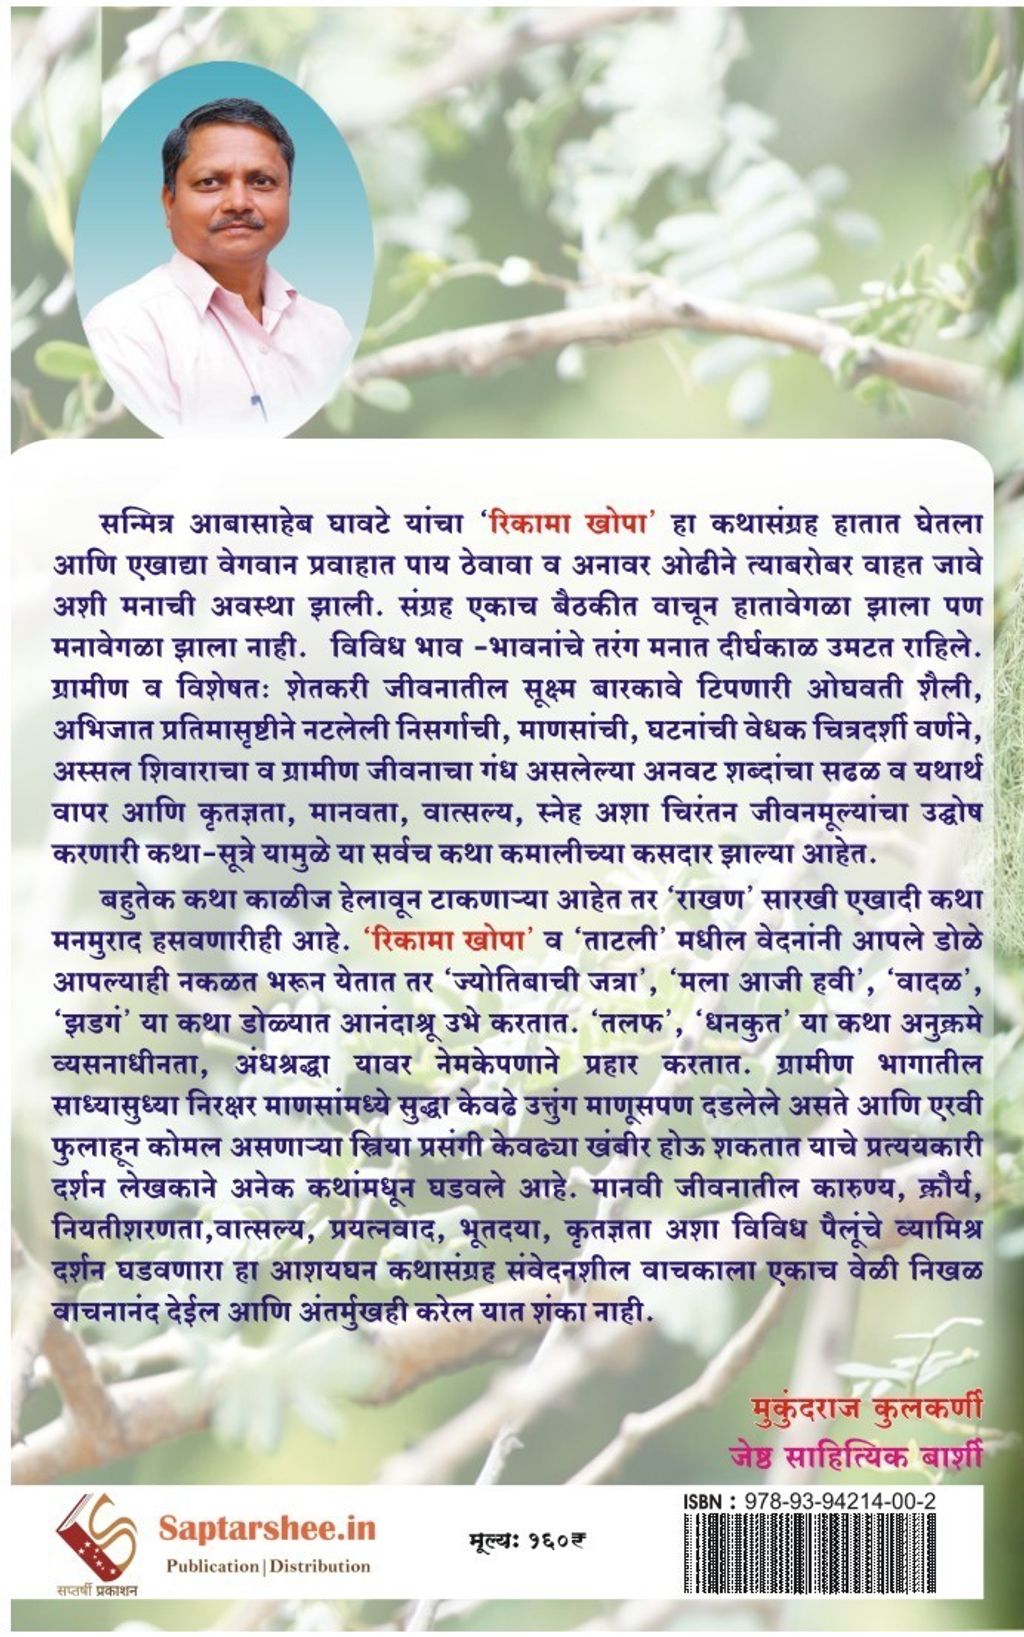 सन्मित्र आबासाहेब घावटे यांचा ‘रिकामा खोपा’ हा कथासंग्रह हातात घेतला
आणि एखाद्या वेगवान प्रवाहात पाय ठेवावा व अनावर ओढीने त्याबरोबर वाहत जावे
अशी मनाची अवस्था झाली. संग्रह एकाच बैठकीत वाचून हातावेगळा झाला पण
मनावेगळा झाला नाही. विविध भाव -भावनांचे तरंग मनात दीर्घकाळ उमटत राहिले.
ग्रामीण व विशेषतः शेतकरी जीवनातील सूक्ष्म बारकावे टिपणारी ओघवती शैली,
अभिजात प्रतिमासृष्टीने नटलेली निसर्गाची, माणसांची, घटनांची वेधक चित्रदर्शी वर्णने,
अस्सल शिवाराचा व ग्रामीण जीवनाचा गंध असलेल्या अनवट शब्दांचा सढळ व यथार्थ
वापर आणि कृतज्ञता, मानवता, वात्सल्य, स्नेह अशा चिरंतन जीवनमूल्यांचा उद्घोष
करणारी कथा-सूत्रे यामुळे या सर्वच कथा कमालीच्या कसदार झाल्या आहेत.
बहुतेक कथा काळीज हेलावून टाकणाऱ्या आहेत तर ‘राखण’ सारखी एखादी कथा
मनमुराद हसवणारीही आहे. ‘रिकामा खोपा’ व ‘ताटली’ मधील वेदनांनी आपले डोळे
आपल्याही नकळत भरून येतात तर ‘ज्योतिबाची जत्रा’, ‘मला आजी हवी’, ‘वादळ’,
‘झडगं’ या कथा डोळ्यात आनंदाश्रू उभे करतात. ‘तलफ’, ‘धनकुत’ या कथा अनुक्रमे
व्यसनाधीनता, अंधश्रद्धा यावर नेमकेपणाने प्रहार करतात. ग्रामीण भागातील
साध्यासुध्या निरक्षर माणसांमध्ये सुद्धा केवढे उत्तुंग माणूसपण दडलेले असते आणि एरवी
फुलाहून कोमल असणाऱ्या स्त्रिया प्रसंगी केवढ्या खंबीर होऊ शकतात याचे प्रत्ययकारी
दर्शन लेखकाने अनेक कथांमधून घडवले आहे. मानवी जीवनातील कारुण्य, क्रौर्य,
नियतीशरणता,वात्सल्य, प्रयत्नवाद, भूतदया, कृतज्ञता अशा विविध पैलूंचे व्यामिश्र
दर्शन घडवणारा हा आशयघन कथासंग्रह संवेदनशील वाचकाला एकाच वेळी निखळ
वाचनानंद देईल आणि अंतर्मुखही करेल यात शंका नाही.
मुकुंदराज कुलकर्णी
जेष्ठ साहित्यिक बार्शी
Saptarshee.in
Publication|Distribution
सप्तर्षी प्रकाशन
मूल्यः १६०₹
ISBN : 978-93-94214-00-2